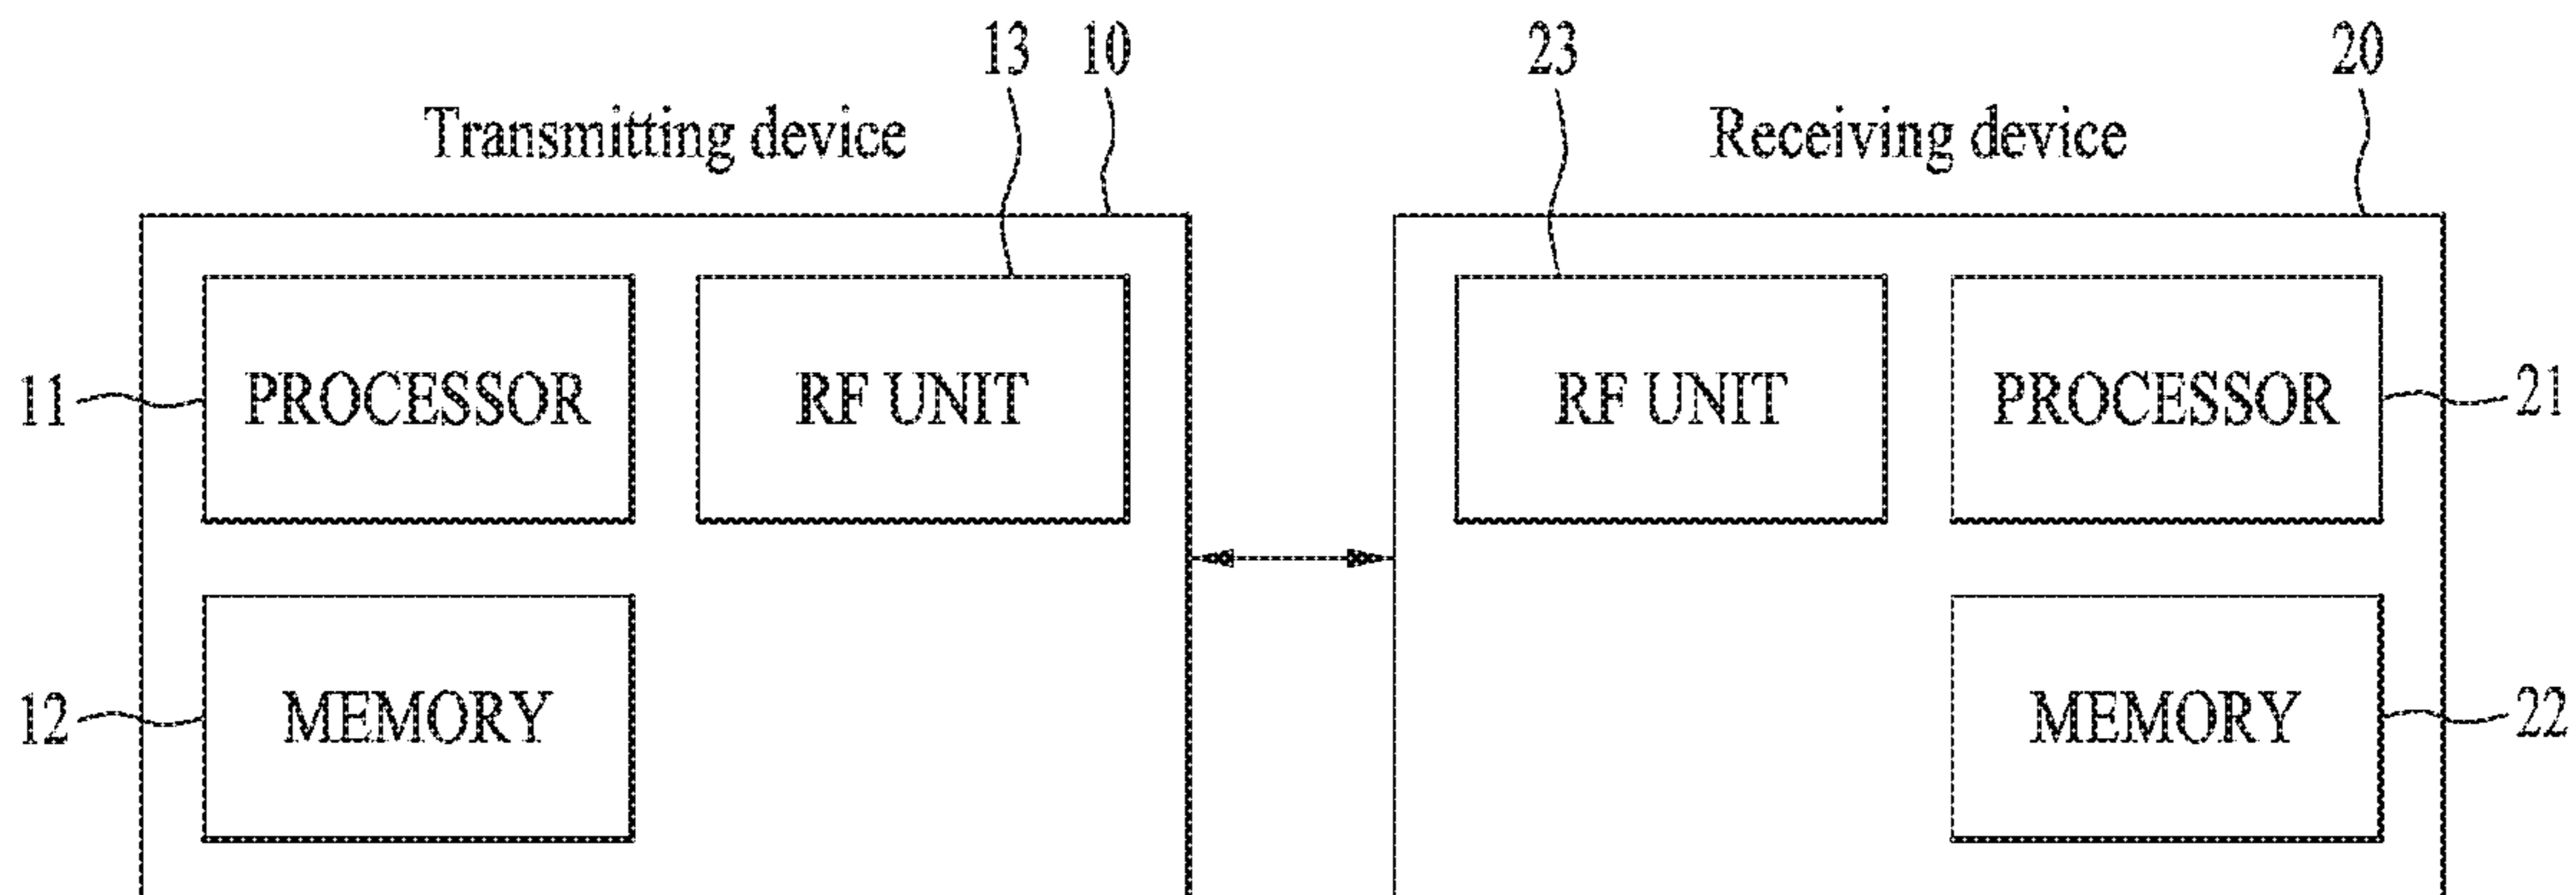 13 10 23 20
Transmitting device Receiving device
11 PROCESSOR RF UNIT RF UNIT PROCESSOR 21
12 MEMORY MEMORY 22